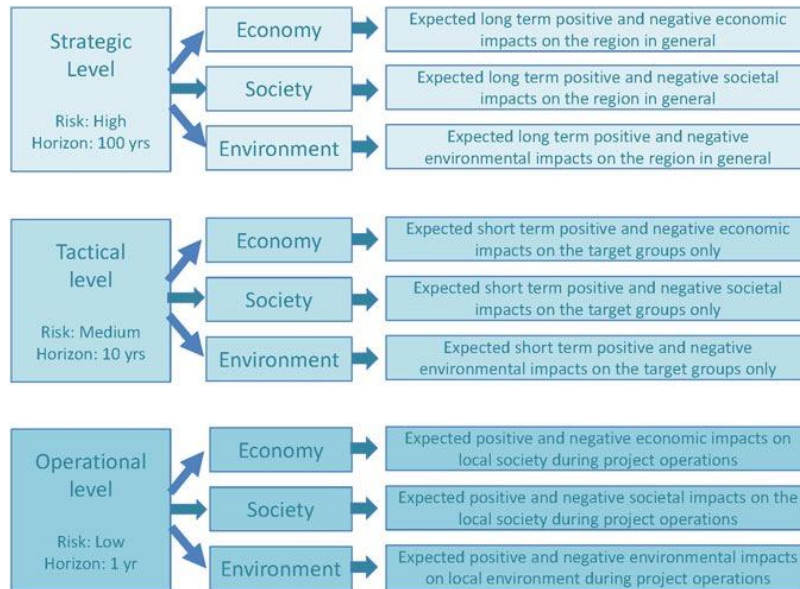 Strategic
Level
Risk: High
Horizon: 100 yrs
Economy
Expected long term positive and negative economic
impacts on the region in general
Society
Expected long term positive and negative societal
impacts on the region in general
Environment
Expected long term positive and negative
environmental impacts on the region in general
Tactical
level
Risk: Medium
Horizon: 10 yrs
Economy
Expected short term positive and negative economic
impacts on the target groups only
Society
Expected short term positive and negative societal
impacts on the target groups only
Environment
Expected short term positive and negative
environmental impacts on the target groups only
Operational
level
Risk: Low
Horizon: 1 yr
Economy
Expected positive and negative economic impacts on
local society during project operations
Society
Expected positive and negative societal impacts on the
local society during project operations
Environment
Expected positive and negative environmental impacts
on local environment during project operations